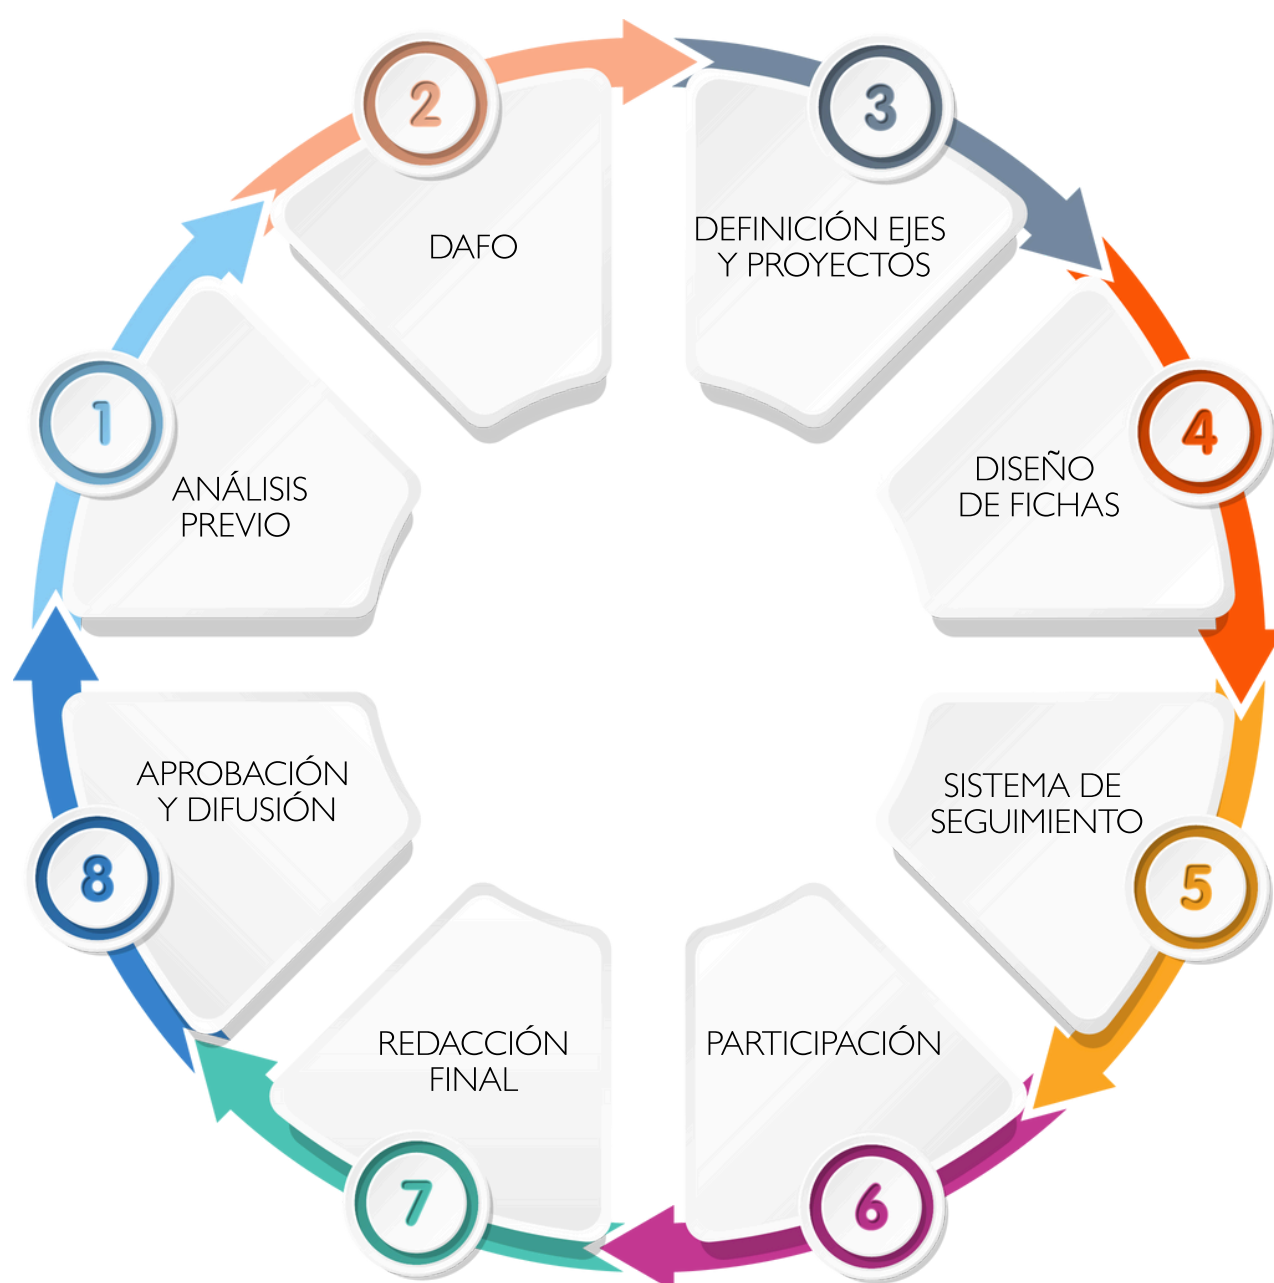 1
ANÁLISIS
PREVIO
2
DAFO
3
DEFINICIÓN EJES
Y PROYECTOS
4
DISEÑO
DE FICHAS
5
SISTEMA DE
SEGUIMIENTO
6
PARTICIPACIÓN
7
REDACCIÓN
FINAL
8
APROBACIÓN
Y DIFUSIÓN